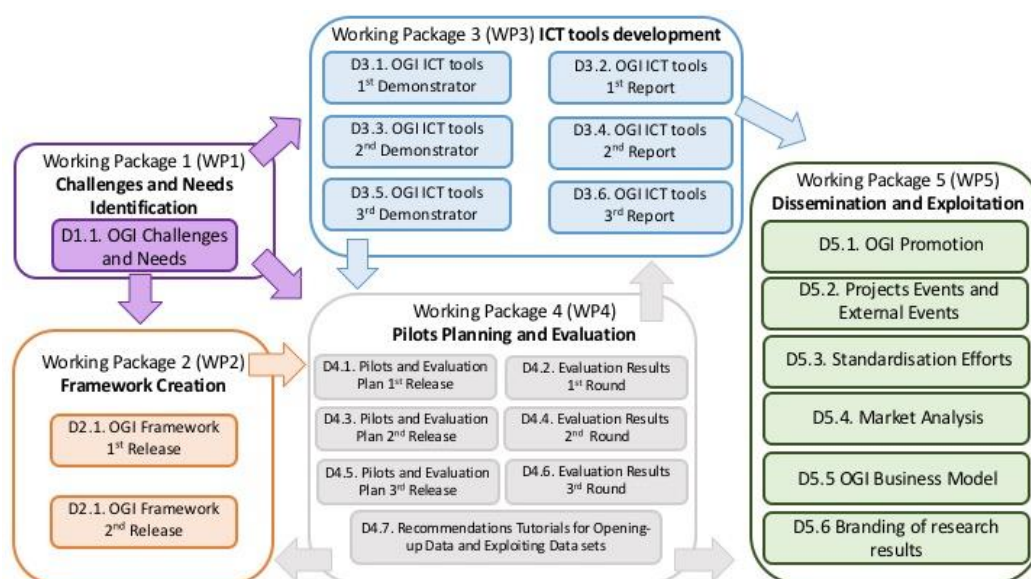 Working Package 3 (WP3) ICT tools development
D3.1. OGI ICT tools
1st Demonstrator
D3.2. OGI ICT tools
1st Report
D3.3. OGI ICT tools
2nd Demonstrator
D3.4. OGI ICT tools
2nd Report
D3.5. OGI ICT tools
3rd Demonstrator
D3.6. OGI ICT tools
3rd Report
Working Package 1 (WP1)
Challenges and Needs
Identification
D1.1. OGI Challenges
and Needs
Working Package 2 (WP2)
Framework Creation
D2.1. OGI Framework
1st Release
D2.1. OGI Framework
2nd Release
Working Package 4 (WP4)
Pilots Planning and Evaluation
D4.1. Pilots and Evaluation
Plan 1st Release
D4.2. Evaluation Results
1st Round
D4.3. Pilots and Evaluation
Plan 2nd Release
D4.4. Evaluation Results
2nd Round
D4.5. Pilots and Evaluation
Plan 3rd Release
D4.6. Evaluation Results
3rd Round
D4.7. Recommendations Tutorials for Opening-
up Data and Exploiting Data sets
Working Package 5 (WP5)
Dissemination and Exploitation
D5.1. OGI Promotion
D5.2. Projects Events and
External Events
D5.3. Standardisation Efforts
D5.4. Market Analysis
D5.5 OGI Business Model
D5.6 Branding of research
results